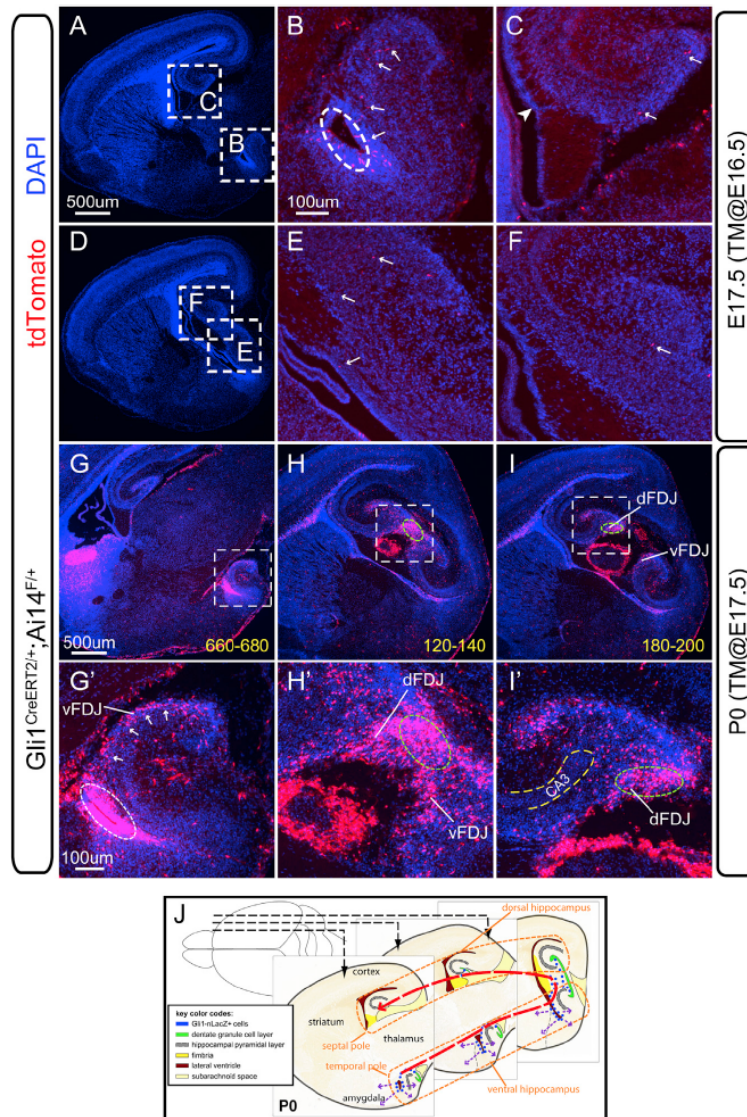 Gli1CreERT2/+;Ai14F/+
tdTomato DAPI
E17.5 (TM@E16.5)
P0 (TM@E17.5)
A
C
B
500um
B
100um
C
D
F
E
E
F
G
500um
660-680
H
120-140
I
dFDJ
vFDJ
180-200
G'
vFDJ
100um
H'
dFDJ
vFDJ
I'
CA3
dFDJ
J
dorsal hippocampus
cortex
striatum
thalamus
septal pole
temporal pole
amygdala
ventral hippocampus
P0
key color codes:
Gli1-nLacZ+ cells
dentate granule cell layer
hippocampal pyramidal layer
fimbria
lateral ventricle
subarachnoid space